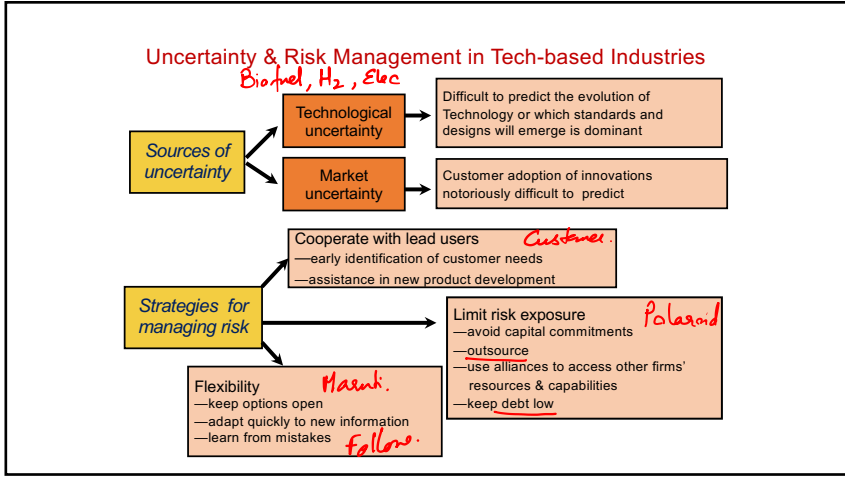 Uncertainty & Risk Management in Tech-based Industries
Biofuel, H2, Elec
Sources of
uncertainty
Technological
uncertainty
Difficult to predict the evolution of
Technology or which standards and
designs will emerge is dominant
Market
uncertainty
Customer adoption of innovations
notoriously difficult to  predict
Strategies for
managing risk
Cooperate with lead users Customer.
—early identification of customer needs
—assistance in new product development
Limit risk exposure Polaroid
—avoid capital commitments
—outsource
—use alliances to access other firms'
resources & capabilities
—keep debt low
Flexibility Maruti.
—keep options open
—adapt quickly to new information
—learn from mistakes